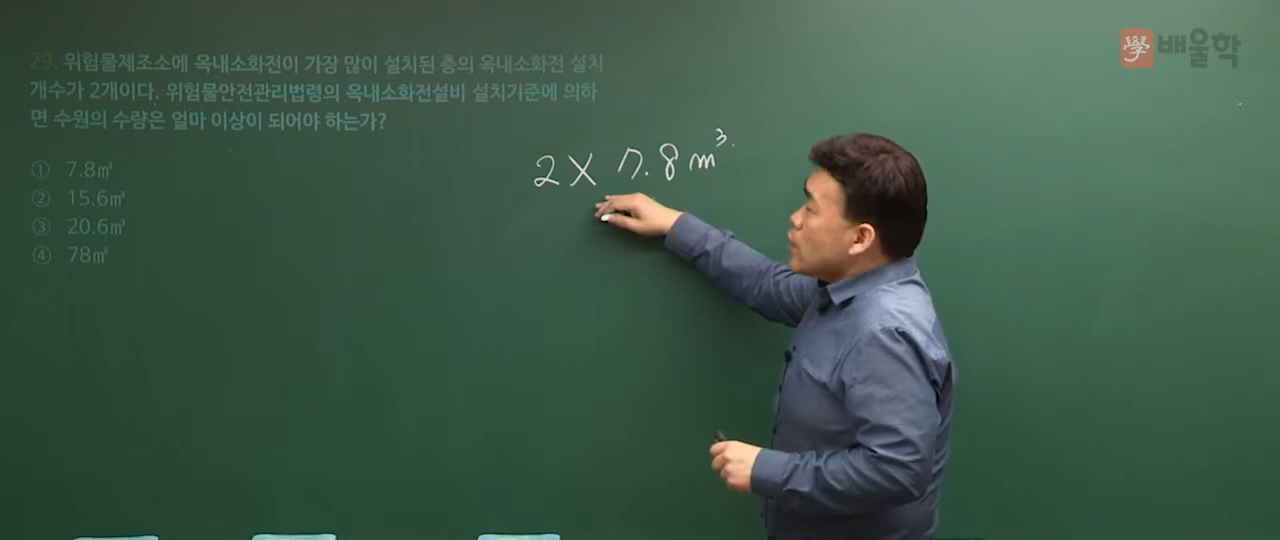 學 배울학
29. 위험물제조소에 옥내소화전이 가장 많이 설치된 층의 옥내소화전 설치
개수가 2개이다. 위험물안전관리법령의 옥내소화전설비 설치기준에 의하
면 수원의 수량은 얼마 이상이 되어야 하는가?
① 7.8㎥
② 15.6㎥
③ 20.6㎥
④ 78㎥
2 X 7.8 m³.